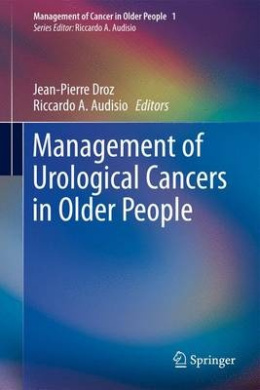 Management of Cancer in Older People 1
Series Editor: Riccardo A. Audisio
Jean-Pierre Droz
Riccardo A. Audisio Editors
Management of
Urological Cancers
in Older People
Springer